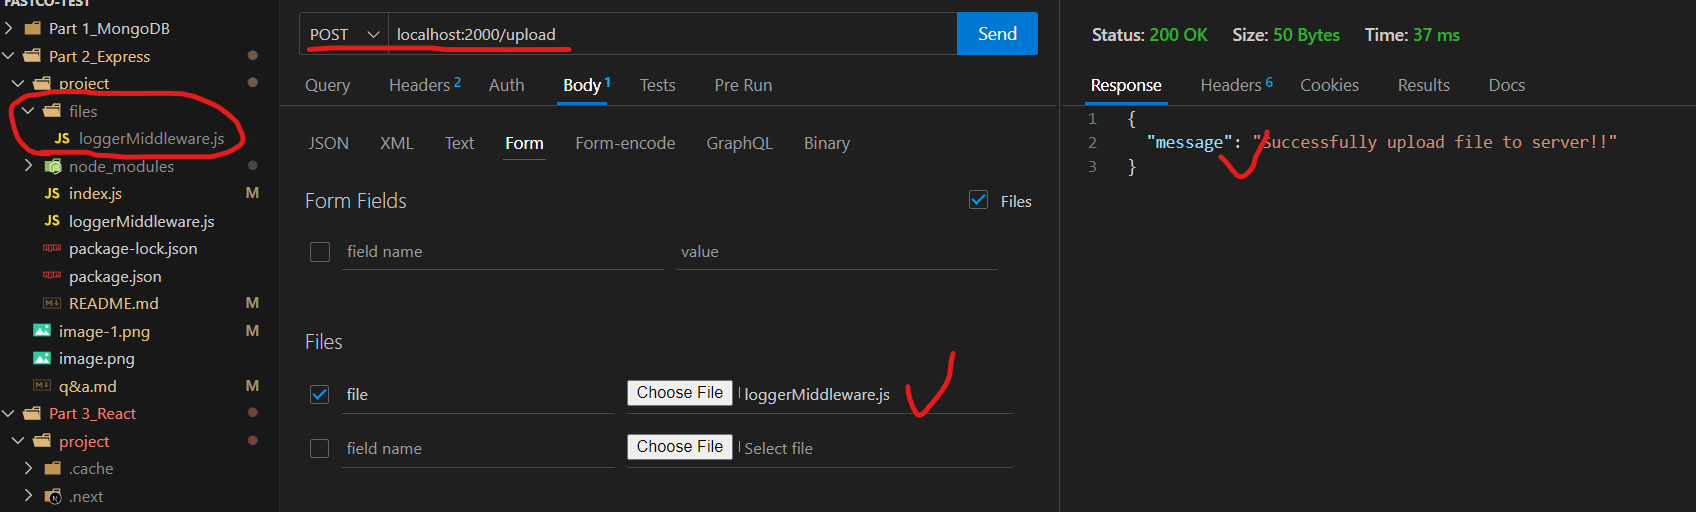 FASTCO-TEST
Part 1_MongoDB
Part 2_Express
project
files
JS loggerMiddleware.js
node_modules
JS index.js M
JS loggerMiddleware.js
package-lock.json
package.json
README.md M
image-1.png M
image.png
q&a.md M
Part 3_React
project
.cache
.next
POST localhost:2000/upload Send
Query Headers 2 Auth Body 1 Tests Pre Run
JSON XML Text Form Form-encode GraphQL Binary
Form Fields Files
field name value
Files
file Choose File loggerMiddleware.js
field name Choose File Select file
Status: 200 OK Size: 50 Bytes Time: 37 ms
Response Headers 6 Cookies Results Docs
1 {
2 "message": "Successfully upload file to server!!"
3 }